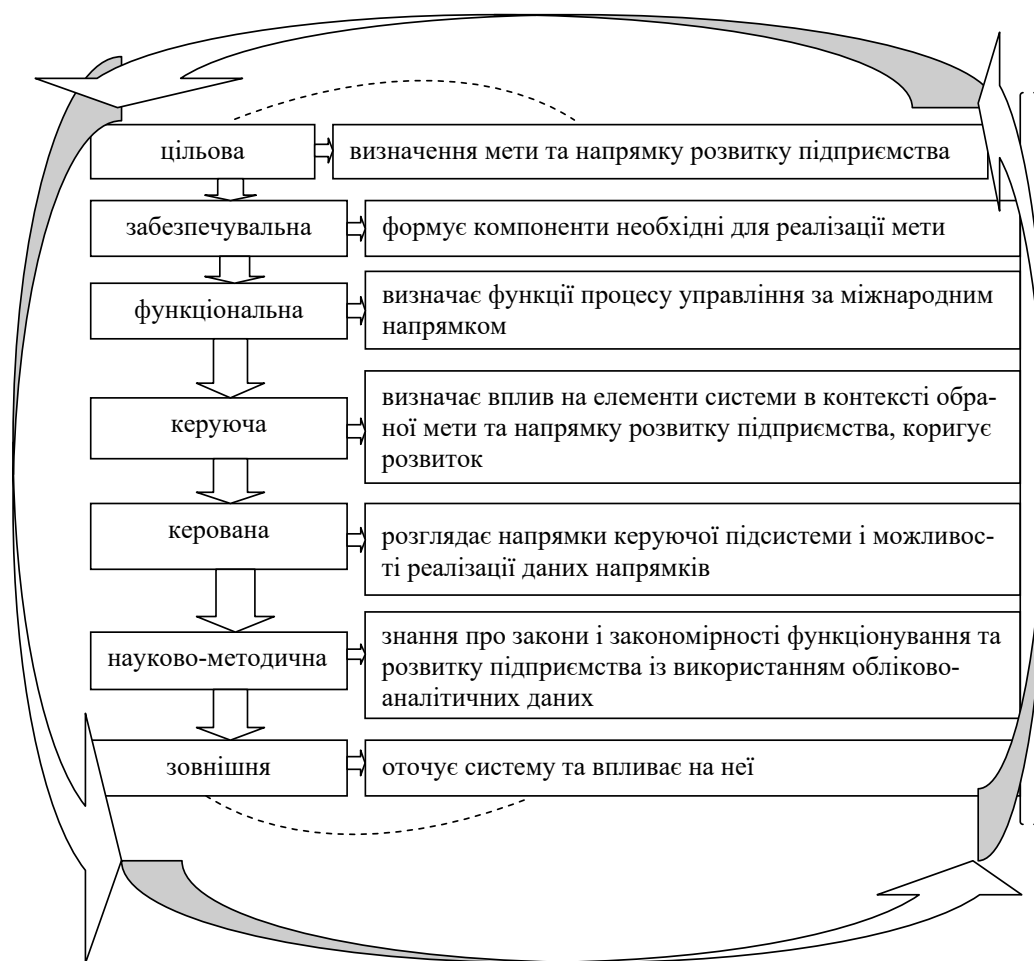 цільова
визначення мети та напрямку розвитку підприємства
забезпечувальна
формує компоненти необхідні для реалізації мети
функціональна
визначає функції процесу управління за міжнародним
напрямком
керуюча
визначає вплив на елементи системи в контексті обра-
ної мети та напрямку розвитку підприємства, коригує
розвиток
керована
розглядає напрямки керуючої підсистеми і можливос-
ті реалізації даних напрямків
науково-методична
знання про закони і закономірності функціонування та
розвитку підприємства із використанням обліково-
аналітичних даних
зовнішня
оточує систему та впливає на неї